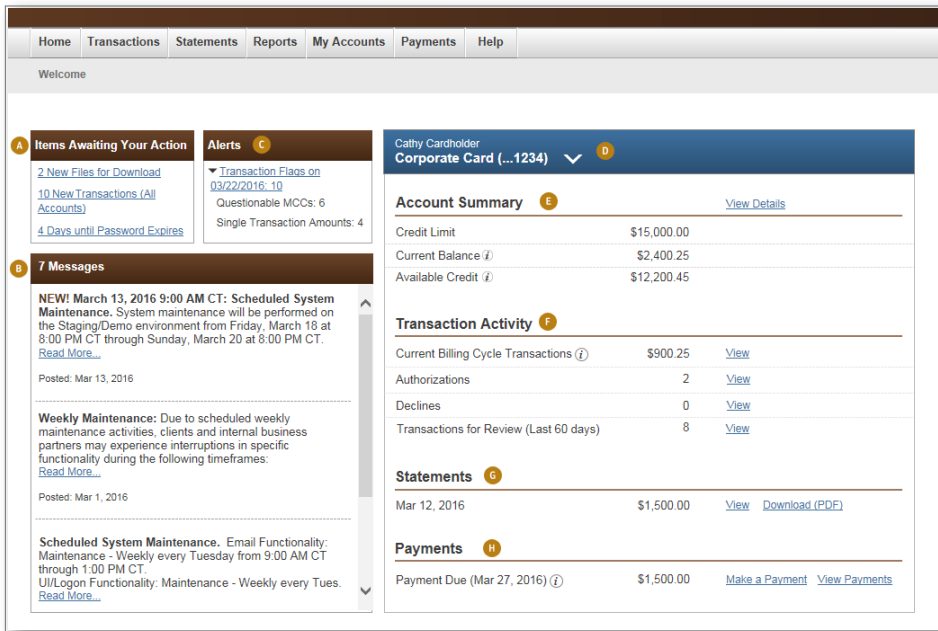 Home Transactions Statements Reports My Accounts Payments Help
Welcome
A Items Awaiting Your Action
2 New Files for Download
10 New Transactions (All
Accounts)
4 Days until Password Expires
Alerts C
Transaction Flags on
03/22/2016: 10
Questionable MCCs: 6
Single Transaction Amounts: 4
B 7 Messages
NEW! March 13, 2016 9:00 AM CT: Scheduled System
Maintenance. System maintenance will be performed on
the Staging/Demo environment from Friday, March 18 at
8:00 PM CT through Sunday, March 20 at 8:00 PM CT.
Read More...
Posted: Mar 13, 2016
Weekly Maintenance: Due to scheduled weekly
maintenance activities, clients and internal business
partners may experience interruptions in specific
functionality during the following timeframes:
Read More...
Posted: Mar 1, 2016
Scheduled System Maintenance. Email Functionality:
Maintenance - Weekly every Tuesday from 9:00 AM CT
through 1:00 PM CT.
UI/Logon Functionality: Maintenance - Weekly every Tues.
Read More...
Cathy Cardholder
Corporate Card (...1234) D
Account Summary E View Details
Credit Limit $15,000.00
Current Balance i $2,400.25
Available Credit i $12,200.45
Transaction Activity F
Current Billing Cycle Transactions i $900.25 View
Authorizations 2 View
Declines 0 View
Transactions for Review (Last 60 days) 8 View
Statements G
Mar 12, 2016 $1,500.00 View Download (PDF)
Payments H
Payment Due (Mar 27, 2016) i $1,500.00 Make a Payment View Payments